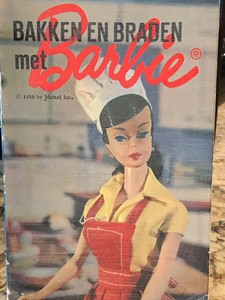 BAKKEN EN BRADEN
met
Barbie®
© 1958 by Mattel Inc.